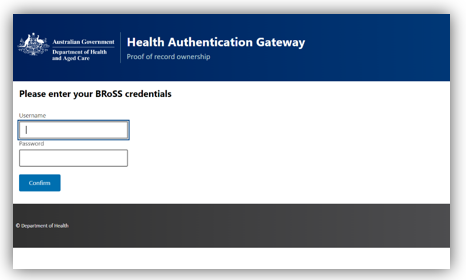 Australian Government
Department of Health
and Aged Care
Health Authentication Gateway
Proof of record ownership
Please enter your BRoSS credentials
Username
Password
Confirm
© Department of Health